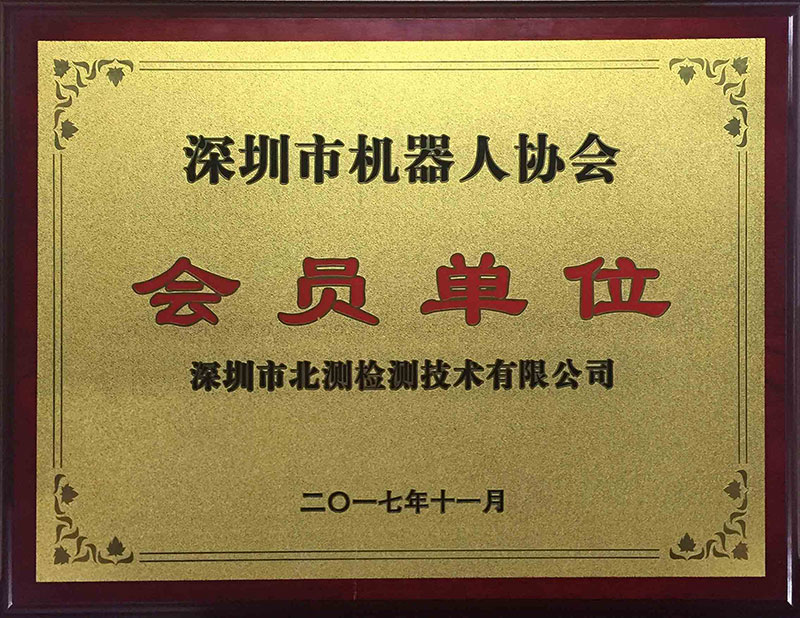 深圳市机器人协会
会员单位
深圳市北测检测技术有限公司
二〇一七年十一月